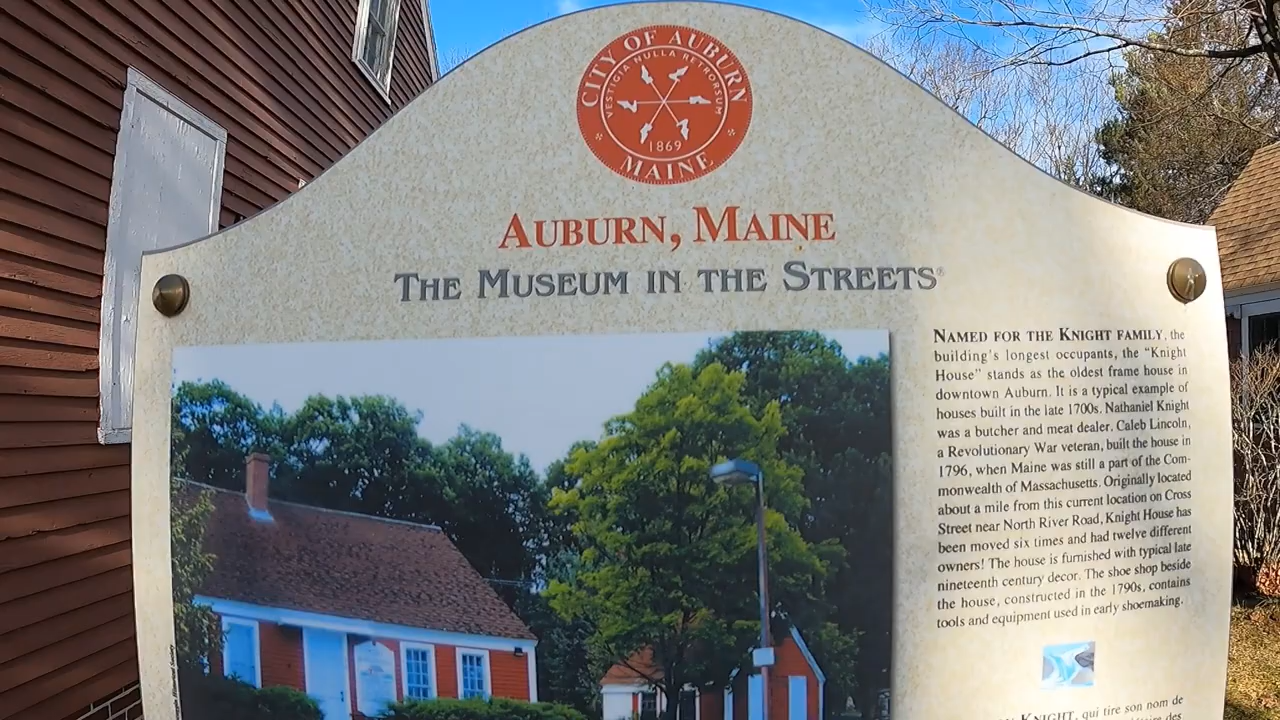 CITY OF AUBURN
VESTIGIA NULLA RETRORSUM
1869
MAINE
AUBURN, MAINE
THE MUSEUM IN THE STREETS®
NAMED FOR THE KNIGHT FAMILY, the
building's longest occupants, the "Knight
House" stands as the oldest frame house in
downtown Auburn. It is a typical example of
houses built in the late 1700s. Nathaniel Knight
was a butcher and meat dealer. Caleb Lincoln,
a Revolutionary War veteran, built the house in
1796, when Maine was still a part of the Com-
monwealth of Massachusetts. Originally located
about a mile from this current location on Cross
Street near North River Road, Knight House has
been moved six times and had twelve different
owners! The house is furnished with typical late
nineteenth century decor. The shoe shop beside
the house, constructed in the 1790s, contains
tools and equipment used in early shoemaking.
KNIGHT, qui tire son nom de
des